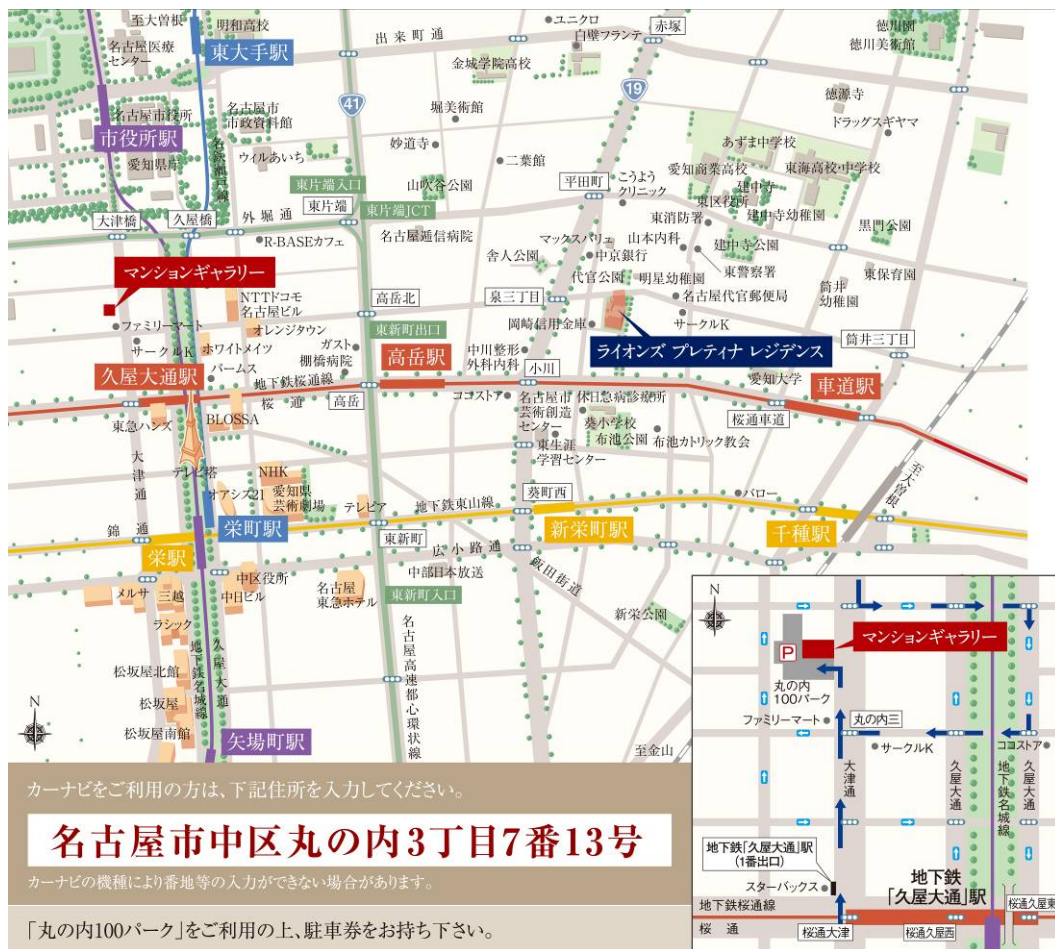 至大曽根
明和高校
名古屋医療
センター
東大手駅
出来町通
ユニクロ
白壁フランテ
赤塚
徳川園
徳川美術館
金城学院高校
41
19
徳源寺
ドラッグスギヤマ
名古屋市役所
市役所駅
名古屋市
市政資料館
堀美術館
愛知県庁
名鉄瀬戸線
ウィルあいち
妙道寺
二葉館
あずま中学校
愛知商業高校
東海高校・中学校
こうよう
クリニック
建中寺
東片端入口
山吹谷公園
平田町
東区役所
建中寺幼稚園
大津橋
久屋橋
外堀通
東片端
東片端JCT
東消防署
黒門公園
R-BASEカフェ
名古屋逓信病院
マックスバリュ
山本内科
建中寺公園
中京銀行
舎人公園
東警察署
マンションギャラリー
代官公園
明星幼稚園
筒井
幼稚園
東保育園
NTTドコモ
名古屋ビル
高岳北
泉三丁目
名古屋代官郵便局
ファミリーマート
オレンジタウン
東新町出口
岡崎信用金庫
サークルK
サークルK
ホワイトメイツ
ガスト
棚橋病院
高岳駅
中川整形
外科内科
ライオンズ プレティナ レジデンス
筒井三丁目
久屋大通駅
バームス
地下鉄桜通線
小川
愛知大学
車道駅
桜通
高岳
ココストア
名古屋市
芸術創造
センター
休日急病診療所
葵小学校
布池公園
布池カトリック教会
桜通車道
東急ハンズ
BLOSSA
東生涯
学習センター
大津通
テレビ塔
NHK
オアシス21
愛知県
芸術劇場
テレピア
地下鉄東山線
葵町西
バロー
至大曽根
錦通
栄町駅
新栄町駅
千種駅
栄駅
東新町
広小路通
中区役所
中部日本放送
飯田街道
メルサ
三越
中日ビル
名古屋
東急ホテル
東新町入口
新栄公園
ラシック
地下鉄名城線
久屋大通
名古屋高速都心環状線
松坂屋北館
松坂屋
松坂屋南館
N
矢場町駅
至金山
N
マンションギャラリー
P
丸の内
100パーク
ファミリーマート
丸の内三
サークルK
ココストア
大津通
久屋大通
地下鉄名城線
久屋大通
地下鉄「久屋大通」駅
(1番出口)
スターバックス
地下鉄
「久屋大通」駅
地下鉄桜通線
桜通
桜通大津
桜通久屋西
桜通久屋東
カーナビをご利用の方は、下記住所を入力してください。
名古屋市中区丸の内3丁目7番13号
カーナビの機種により番地等の入力ができない場合があります。
「丸の内100パーク」をご利用の上、駐車券をお持ち下さい。